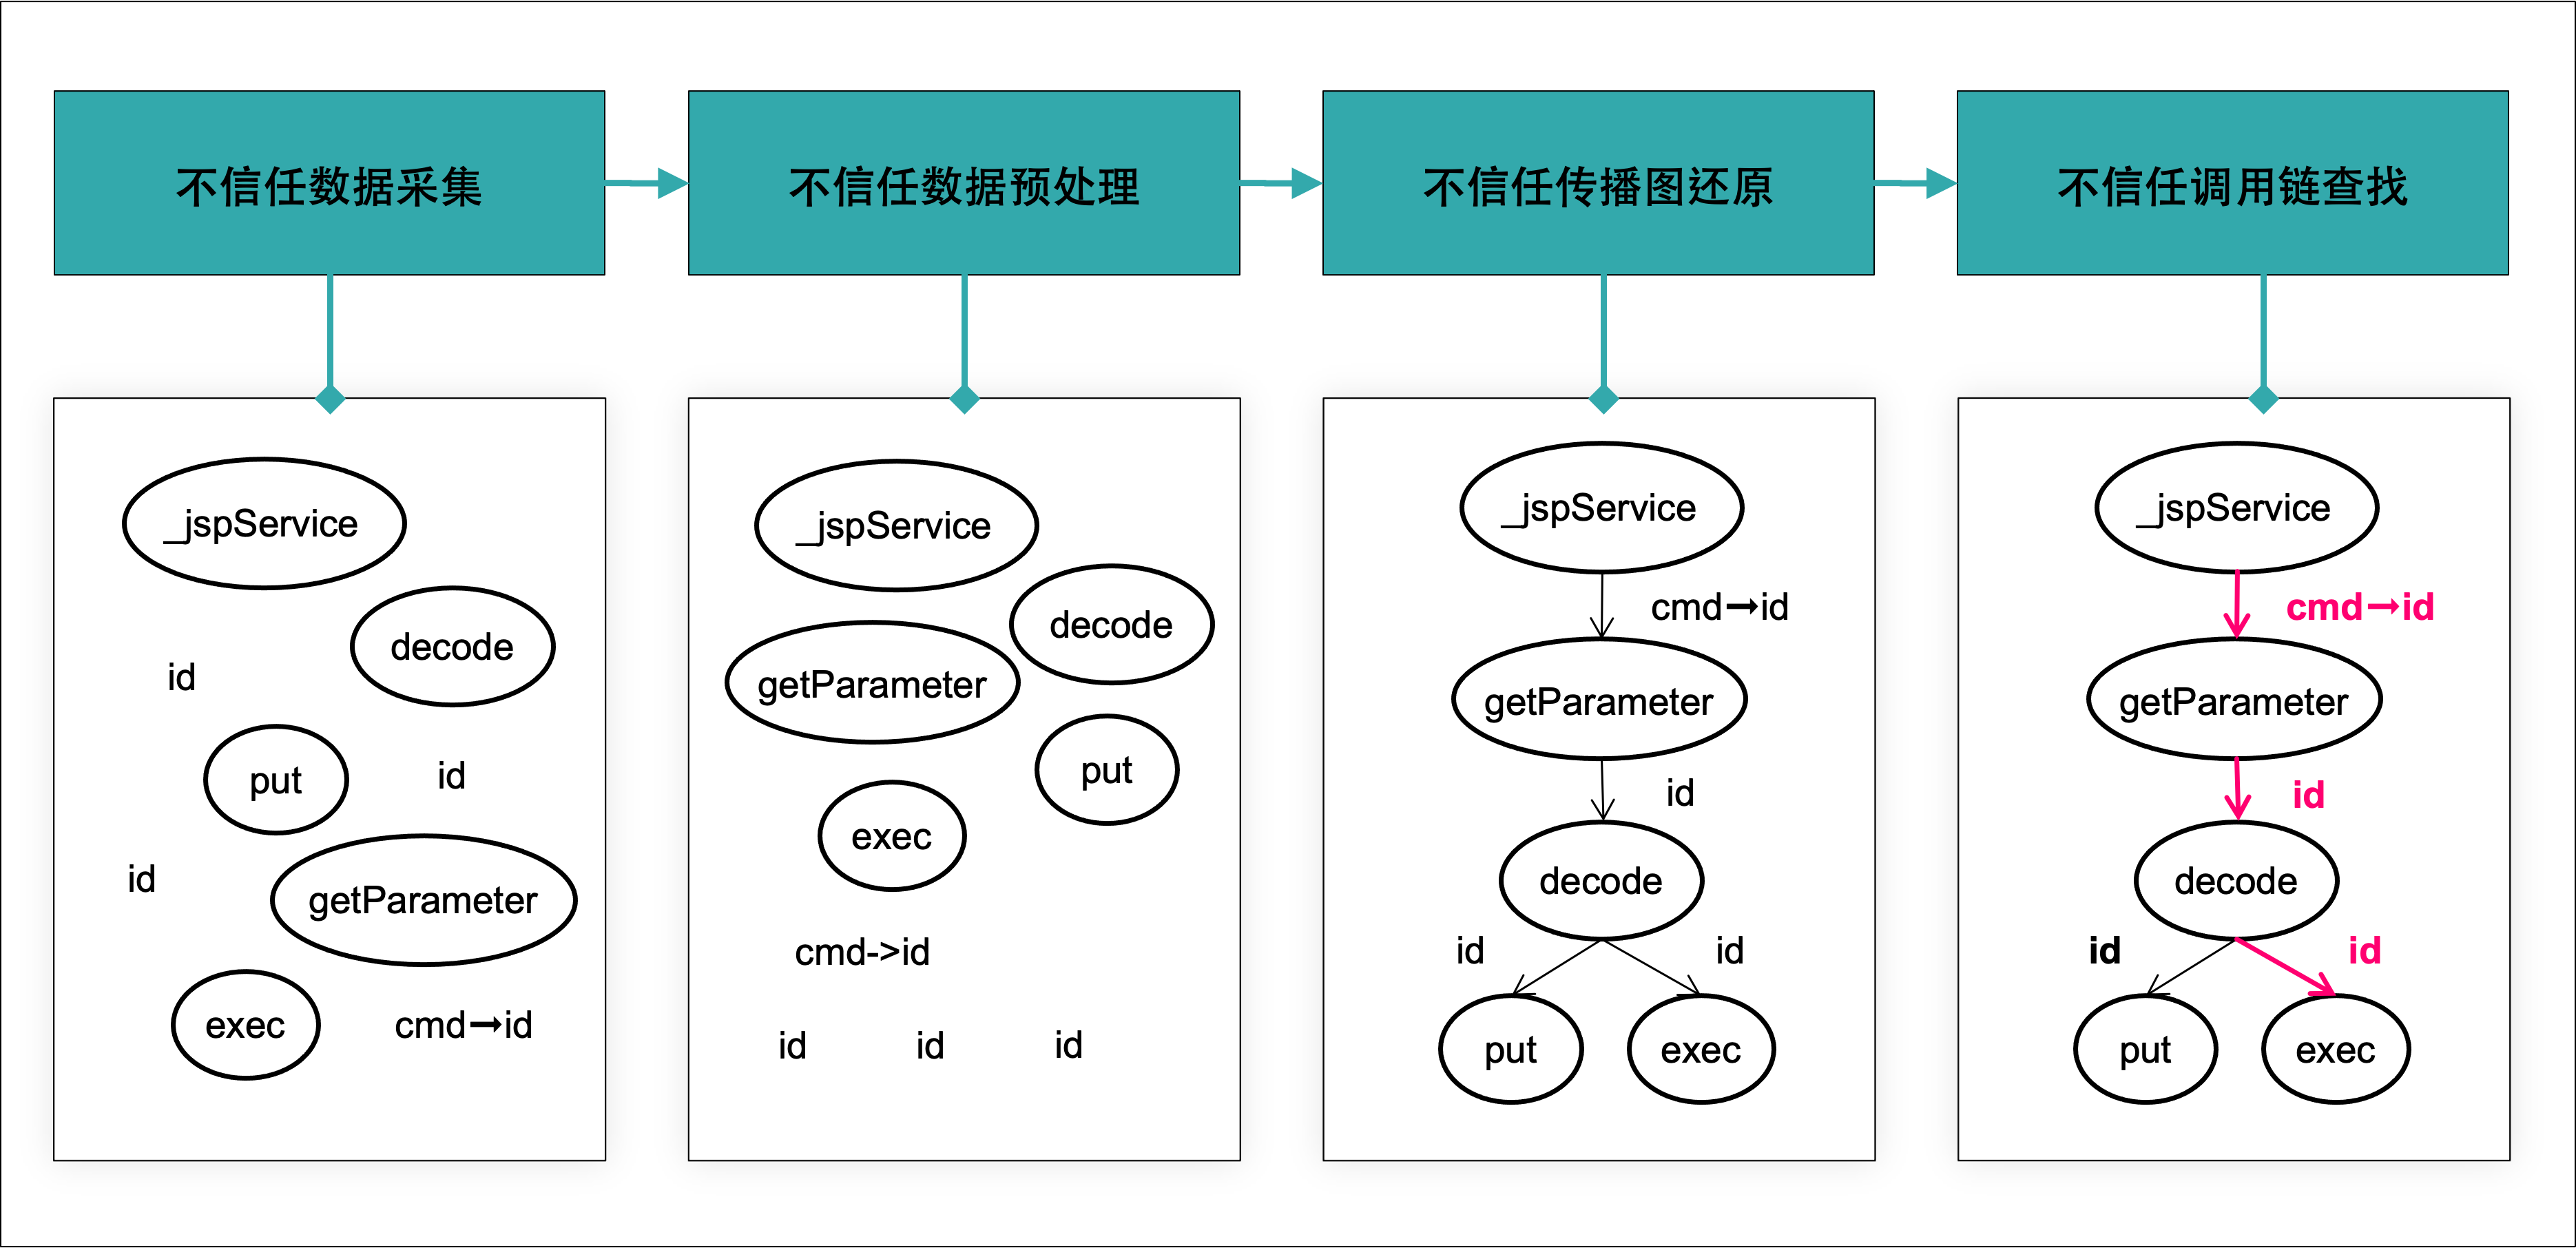 不信任数据采集
不信任数据预处理
不信任传播图还原
不信任调用链查找
_jspService
decode
id
put
id
id
getParameter
exec
cmd→id
_jspService
decode
getParameter
put
exec
cmd->id
id id id
_jspService
cmd→id
getParameter
id
decode
id id
put exec
_jspService
cmd→id
getParameter
id
decode
id id
put exec